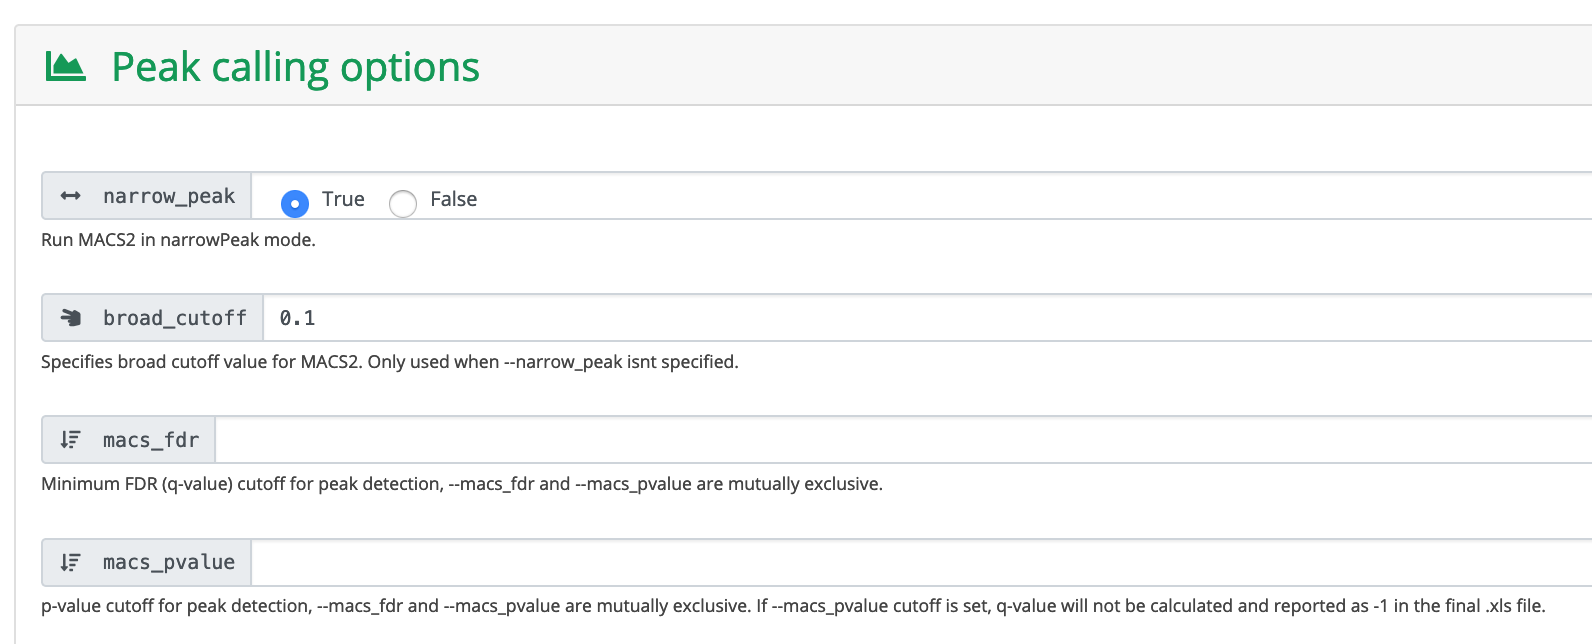 Peak calling options
narrow_peak True False
Run MACS2 in narrowPeak mode.
broad_cutoff 0.1
Specifies broad cutoff value for MACS2. Only used when --narrow_peak isnt specified.
macs_fdr
Minimum FDR (q-value) cutoff for peak detection, --macs_fdr and --macs_pvalue are mutually exclusive.
macs_pvalue
p-value cutoff for peak detection, --macs_fdr and --macs_pvalue are mutually exclusive. If --macs_pvalue cutoff is set, q-value will not be calculated and reported as -1 in the final .xls file.